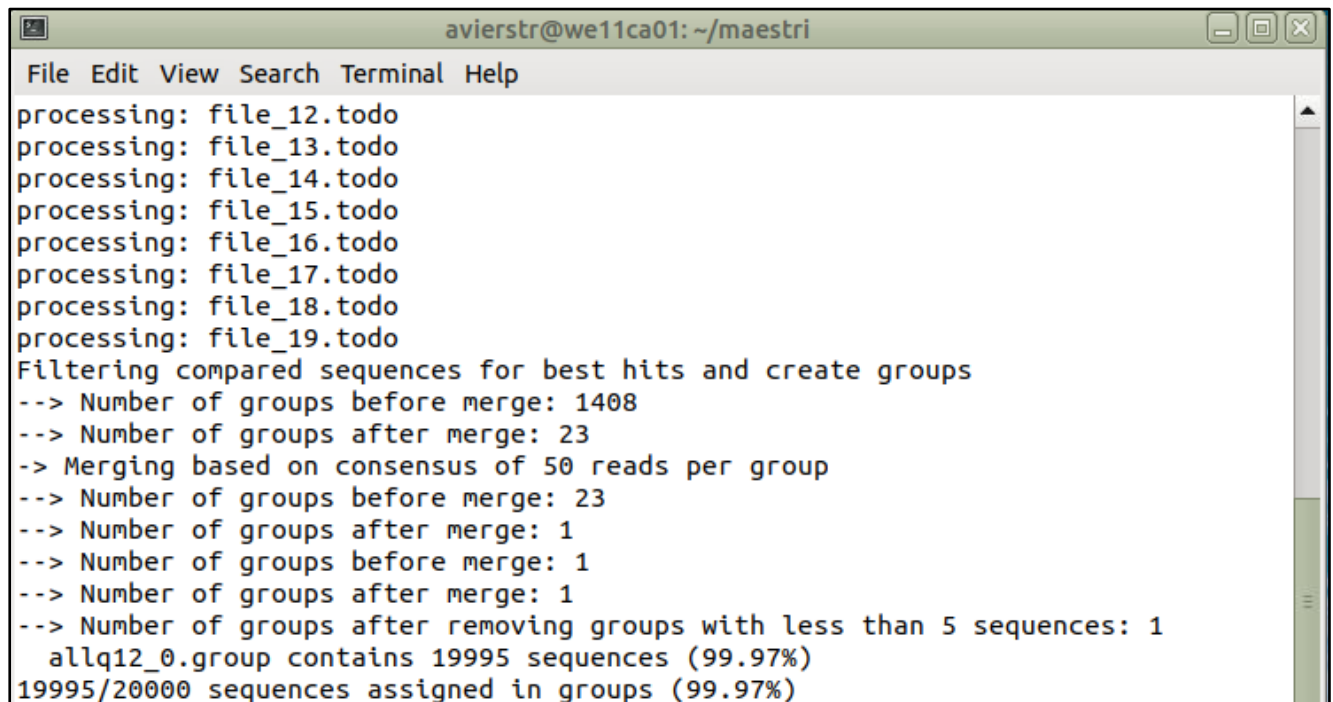 avierstr@we11ca01: ~/maestri
File Edit View Search Terminal Help
processing: file_12.todo
processing: file_13.todo
processing: file_14.todo
processing: file_15.todo
processing: file_16.todo
processing: file_17.todo
processing: file_18.todo
processing: file_19.todo
Filtering compared sequences for best hits and create groups
--> Number of groups before merge: 1408
--> Number of groups after merge: 23
-> Merging based on consensus of 50 reads per group
--> Number of groups before merge: 23
--> Number of groups after merge: 1
--> Number of groups before merge: 1
--> Number of groups after merge: 1
--> Number of groups after removing groups with less than 5 sequences: 1
  allq12_0.group contains 19995 sequences (99.97%)
19995/20000 sequences assigned in groups (99.97%)